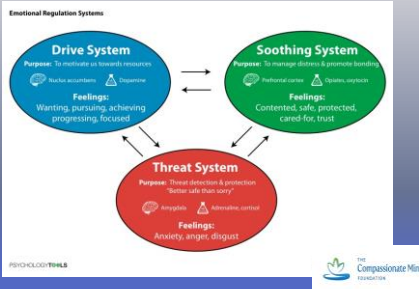 Emotional Regulation Systems
Drive System
Purpose: To motivate us towards resources
Nuclus accumbens
Dopamine
Feelings:
Wanting, pursuing, achieving
progressing, focused
Soothing System
Purpose: To manage distress & promote bonding
Prefrontal cortex
Opiates, oxytocin
Feelings:
Contented, safe, protected,
cared-for, trust
Threat System
Purpose: Threat detection & protection
"Better safe than sorry"
Amygdala
Adrenaline, cortisol
Feelings:
Anxiety, anger, disgust
PSYCHOLOGYTOOLS
THE
Compassionate Min
FOUNDATION